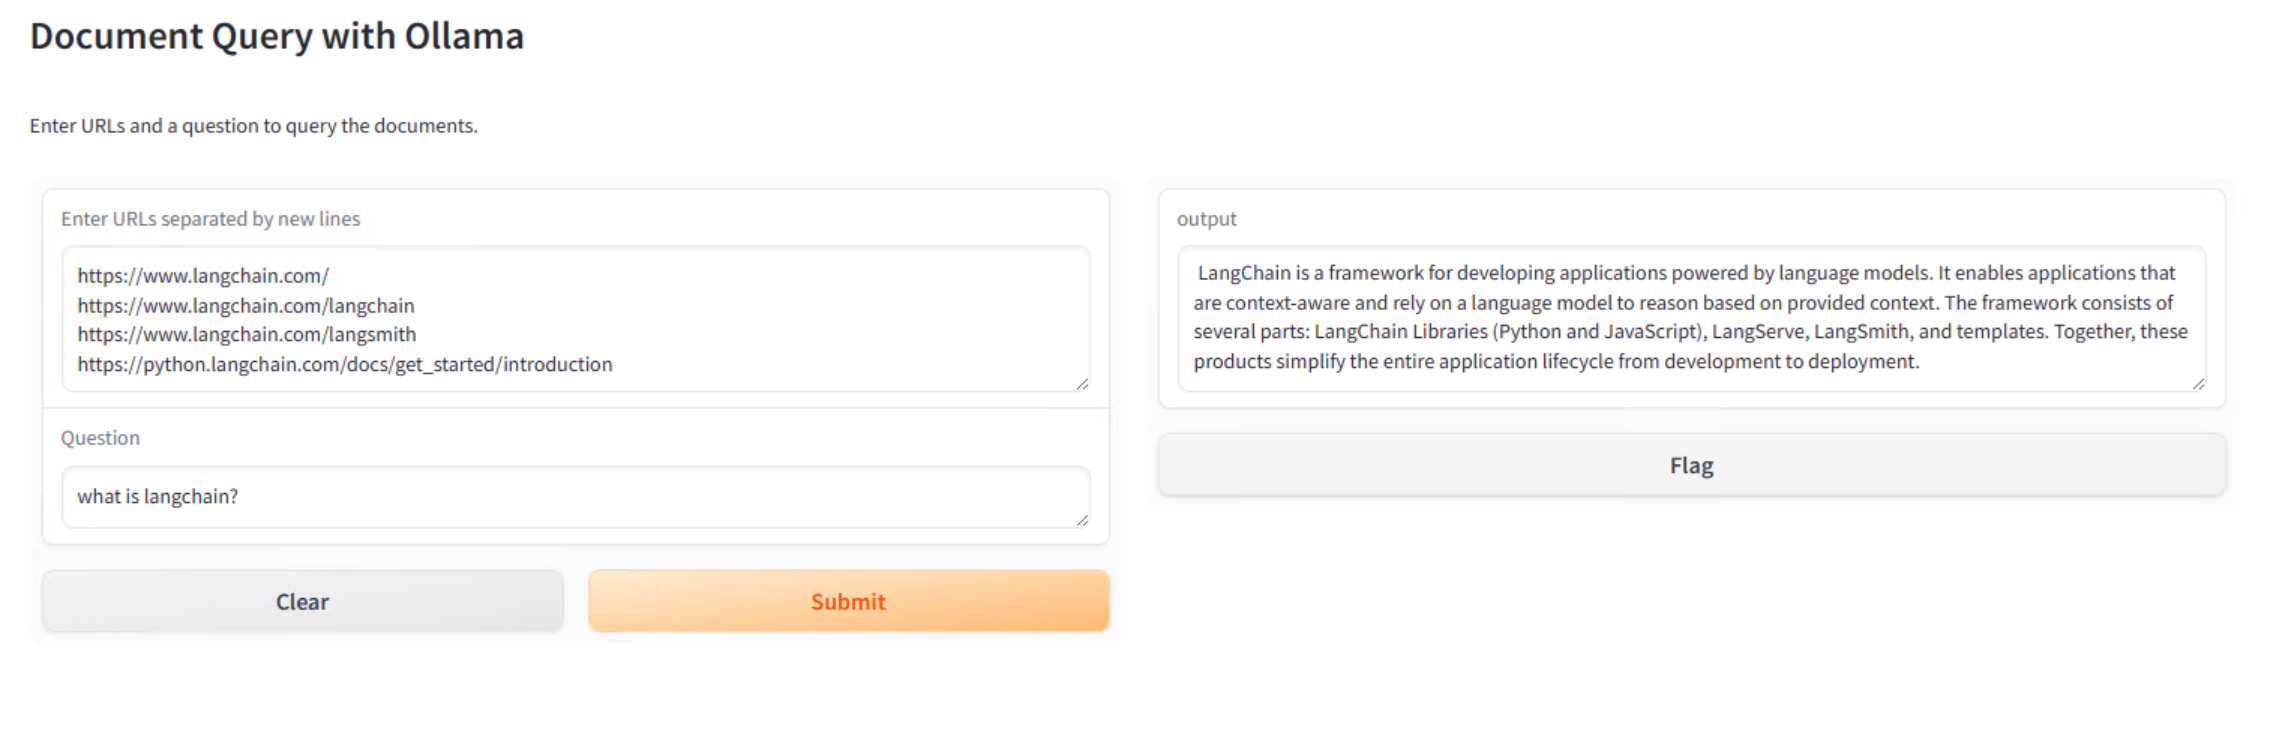 Document Query with Ollama
Enter URLs and a question to query the documents.
Enter URLs separated by new lines
https://www.langchain.com/
https://www.langchain.com/langchain
https://www.langchain.com/langsmith
https://python.langchain.com/docs/get_started/introduction
Question
what is langchain?
Clear
Submit
output
LangChain is a framework for developing applications powered by language models. It enables applications that
are context-aware and rely on a language model to reason based on provided context. The framework consists of
several parts: LangChain Libraries (Python and JavaScript), LangServe, LangSmith, and templates. Together, these
products simplify the entire application lifecycle from development to deployment.
Flag